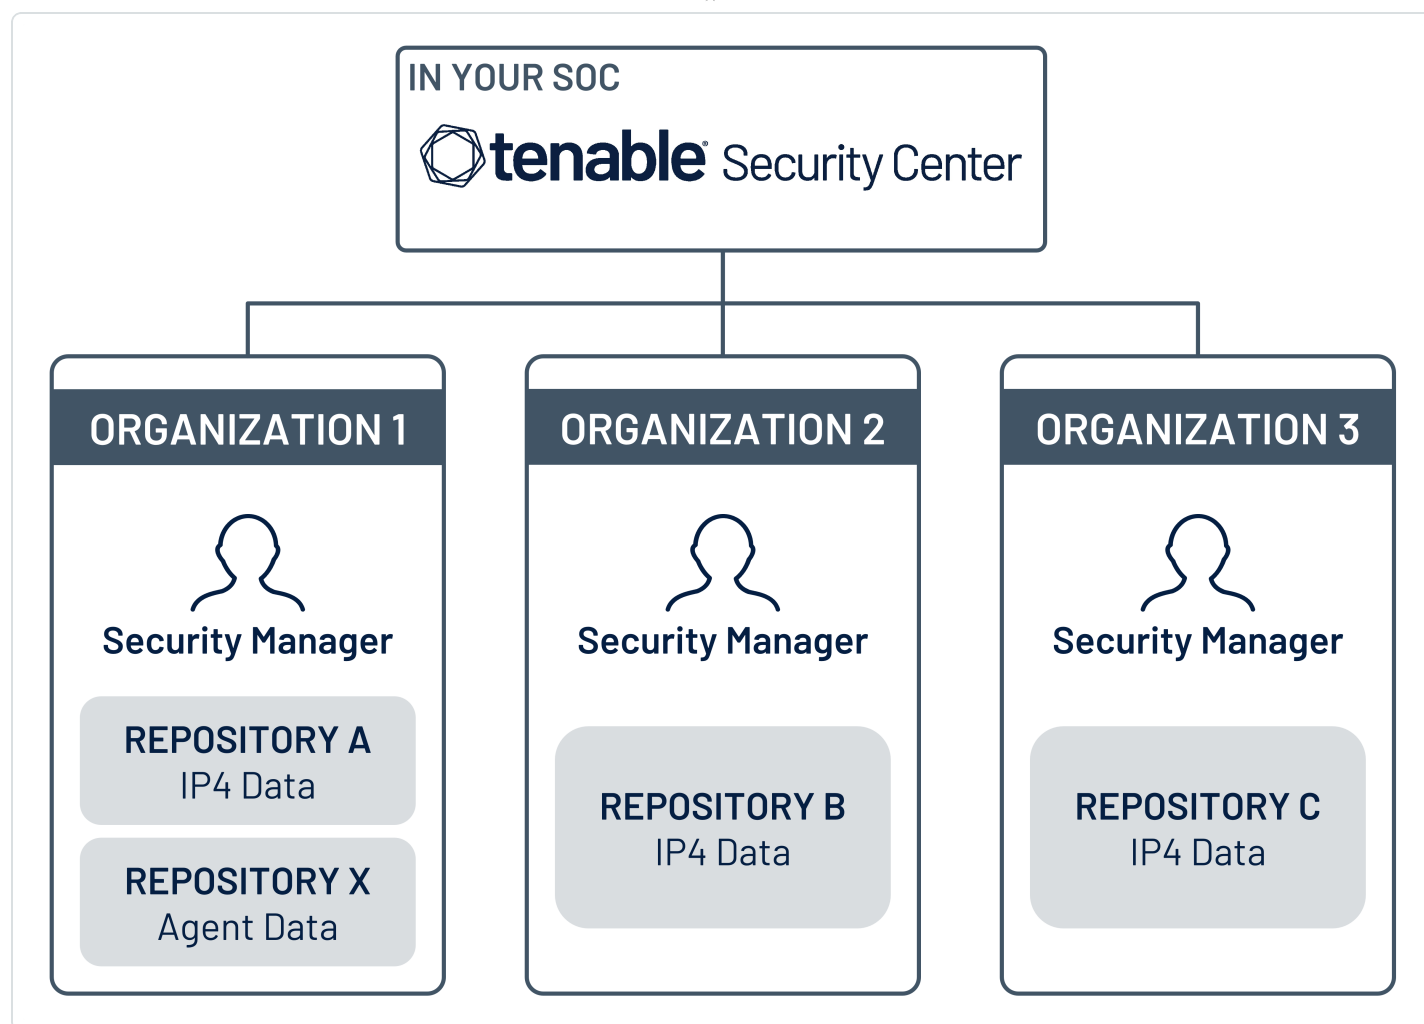 IN YOUR SOC
tenable® Security Center
ORGANIZATION 1
Security Manager
REPOSITORY A
IP4 Data
REPOSITORY X
Agent Data
ORGANIZATION 2
Security Manager
REPOSITORY B
IP4 Data
ORGANIZATION 3
Security Manager
REPOSITORY C
IP4 Data